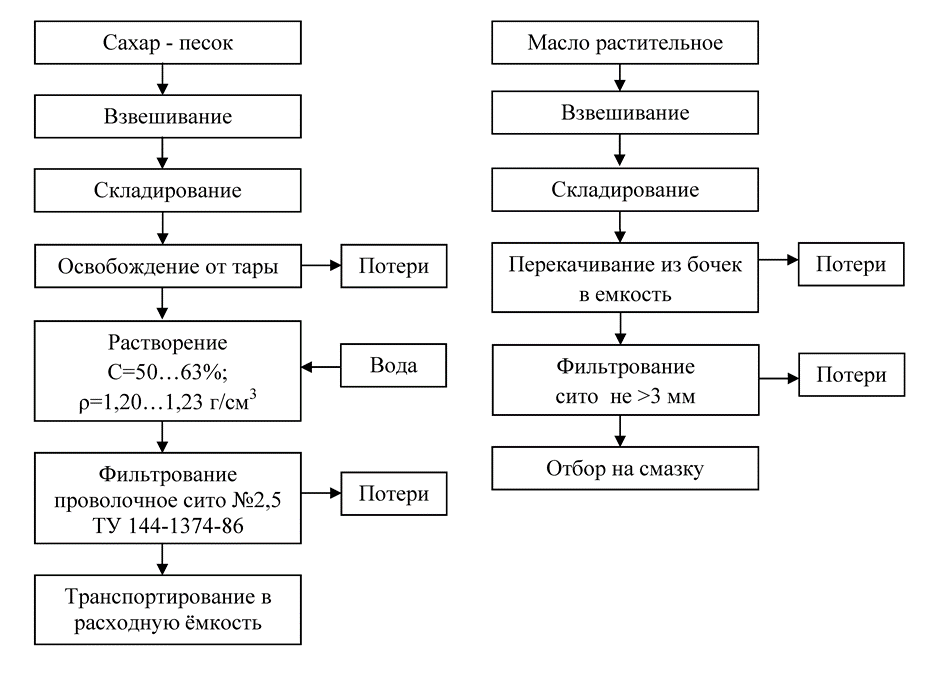 Сахар - песок
Взвешивание
Складирование
Освобождение от тары
Потери
Растворение
С=50…63%;
ρ=1,20…1,23 г/см³
Вода
Фильтрование
проволочное сито №2,5
ТУ 144-1374-86
Потери
Транспортирование в
расходную ёмкость
Масло растительное
Взвешивание
Складирование
Перекачивание из бочек
в емкость
Потери
Фильтрование
сито не >3 мм
Потери
Отбор на смазку